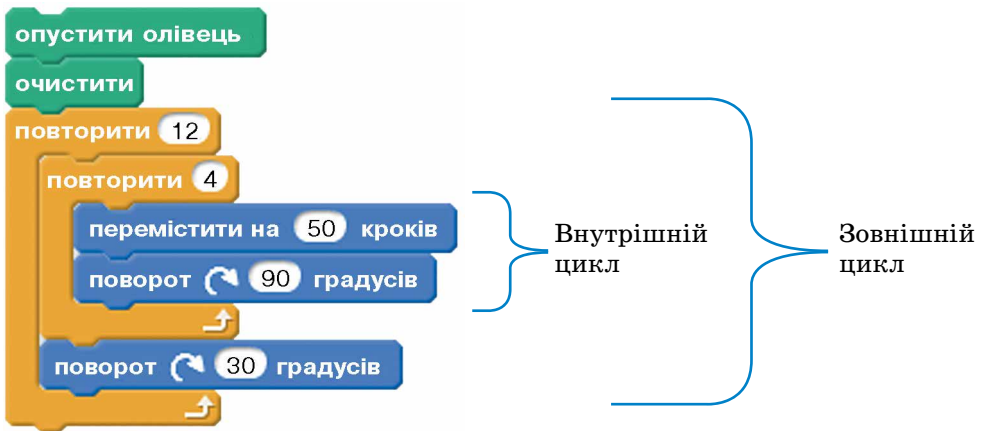 опустити олівець
очистити
повторити 12
повторити 4
перемістити на 50 кроків
поворот 90 градусів
поворот 30 градусів
Внутрішній
цикл
Зовнішній
цикл